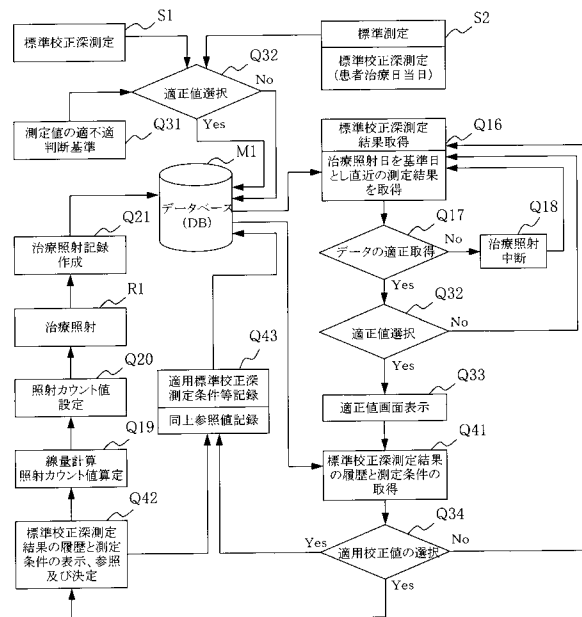 S1
標準校正深測定
S2
標準測定
標準校正深測定
(患者治療日当日)
Q32
適正値選択
No
Yes
測定値の適不適
判断基準
Q31
M1
データベース
(DB)
標準校正深測定
結果取得
Q16
治療照射日を基準日
とし直近の測定結果
を取得
Q17
データの適正取得
No
Yes
Q18
治療照射
中断
Q32
適正値選択
No
Yes
Q33
適正値画面表示
Q41
標準校正深測定結果
の履歴と測定条件の
取得
Q34
適用校正値の選択
Yes
No
Yes
Q43
適用標準校正深
測定条件等記録
同上参照値記録
Q21
治療照射記録
作成
R1
治療照射
Q20
照射カウント値
設定
Q19
線量計算
照射カウント値算定
Q42
標準校正深測定
結果の履歴と測定
条件の表示、参照
及び決定